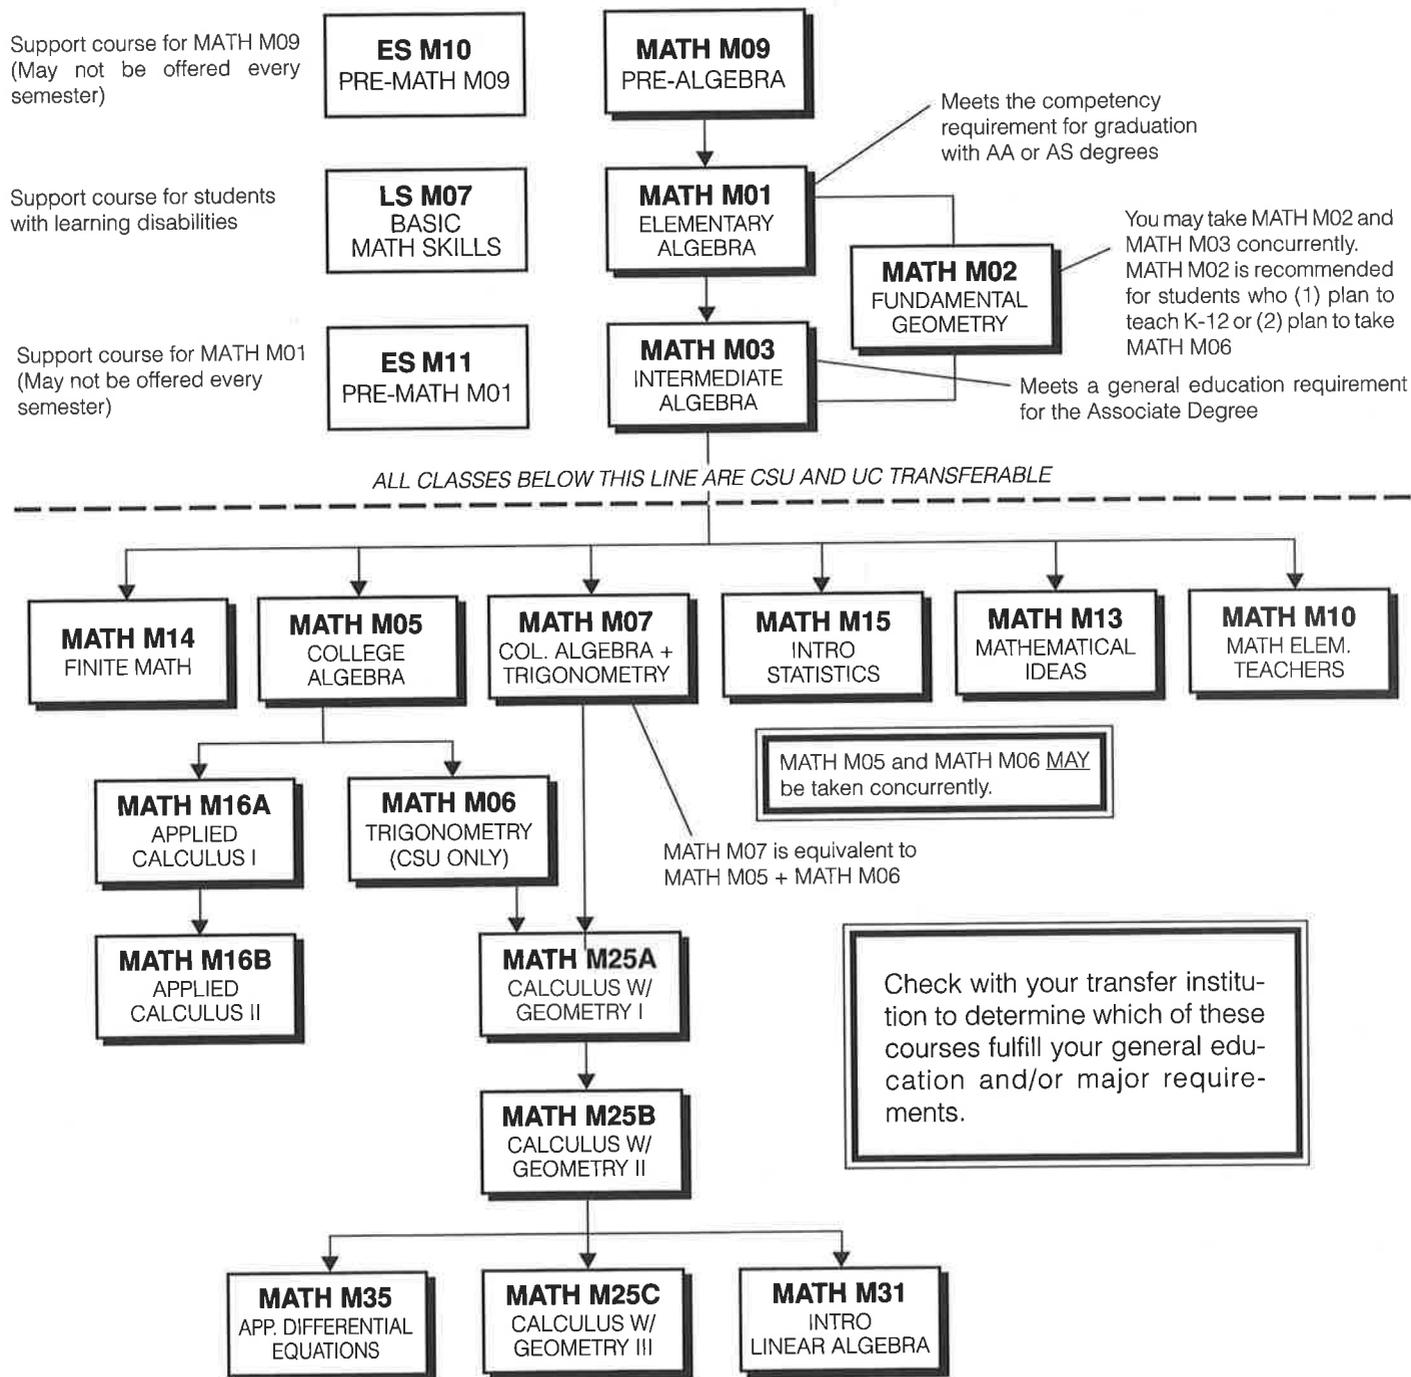 Support course for MATH M09
(May not be offered every
semester)
ES M10
PRE-MATH M09
MATH M09
PRE-ALGEBRA
Meets the competency
requirement for graduation
with AA or AS degrees
Support course for students
with learning disabilities
LS M07
BASIC
MATH SKILLS
MATH M01
ELEMENTARY
ALGEBRA
MATH M02
FUNDAMENTAL
GEOMETRY
You may take MATH M02 and
MATH M03 concurrently.
MATH M02 is recommended
for students who (1) plan to
teach K-12 or (2) plan to take
MATH M06
Support course for MATH M01
(May not be offered every
semester)
ES M11
PRE-MATH M01
MATH M03
INTERMEDIATE
ALGEBRA
Meets a general education requirement
for the Associate Degree
ALL CLASSES BELOW THIS LINE ARE CSU AND UC TRANSFERABLE
MATH M14
FINITE MATH
MATH M05
COLLEGE
ALGEBRA
MATH M07
COL. ALGEBRA +
TRIGONOMETRY
MATH M15
INTRO
STATISTICS
MATH M13
MATHEMATICAL
IDEAS
MATH M10
MATH ELEM.
TEACHERS
MATH M05 and MATH M06 MAY
be taken concurrently.
MATH M16A
APPLIED
CALCULUS I
MATH M06
TRIGONOMETRY
(CSU ONLY)
MATH M07 is equivalent to
MATH M05 + MATH M06
MATH M16B
APPLIED
CALCULUS II
MATH M25A
CALCULUS W/
GEOMETRY I
Check with your transfer institu-
tion to determine which of these
courses fulfill your general edu-
cation and/or major require-
ments.
MATH M25B
CALCULUS W/
GEOMETRY II
MATH M35
APP. DIFFERENTIAL
EQUATIONS
MATH M25C
CALCULUS W/
GEOMETRY III
MATH M31
INTRO
LINEAR ALGEBRA